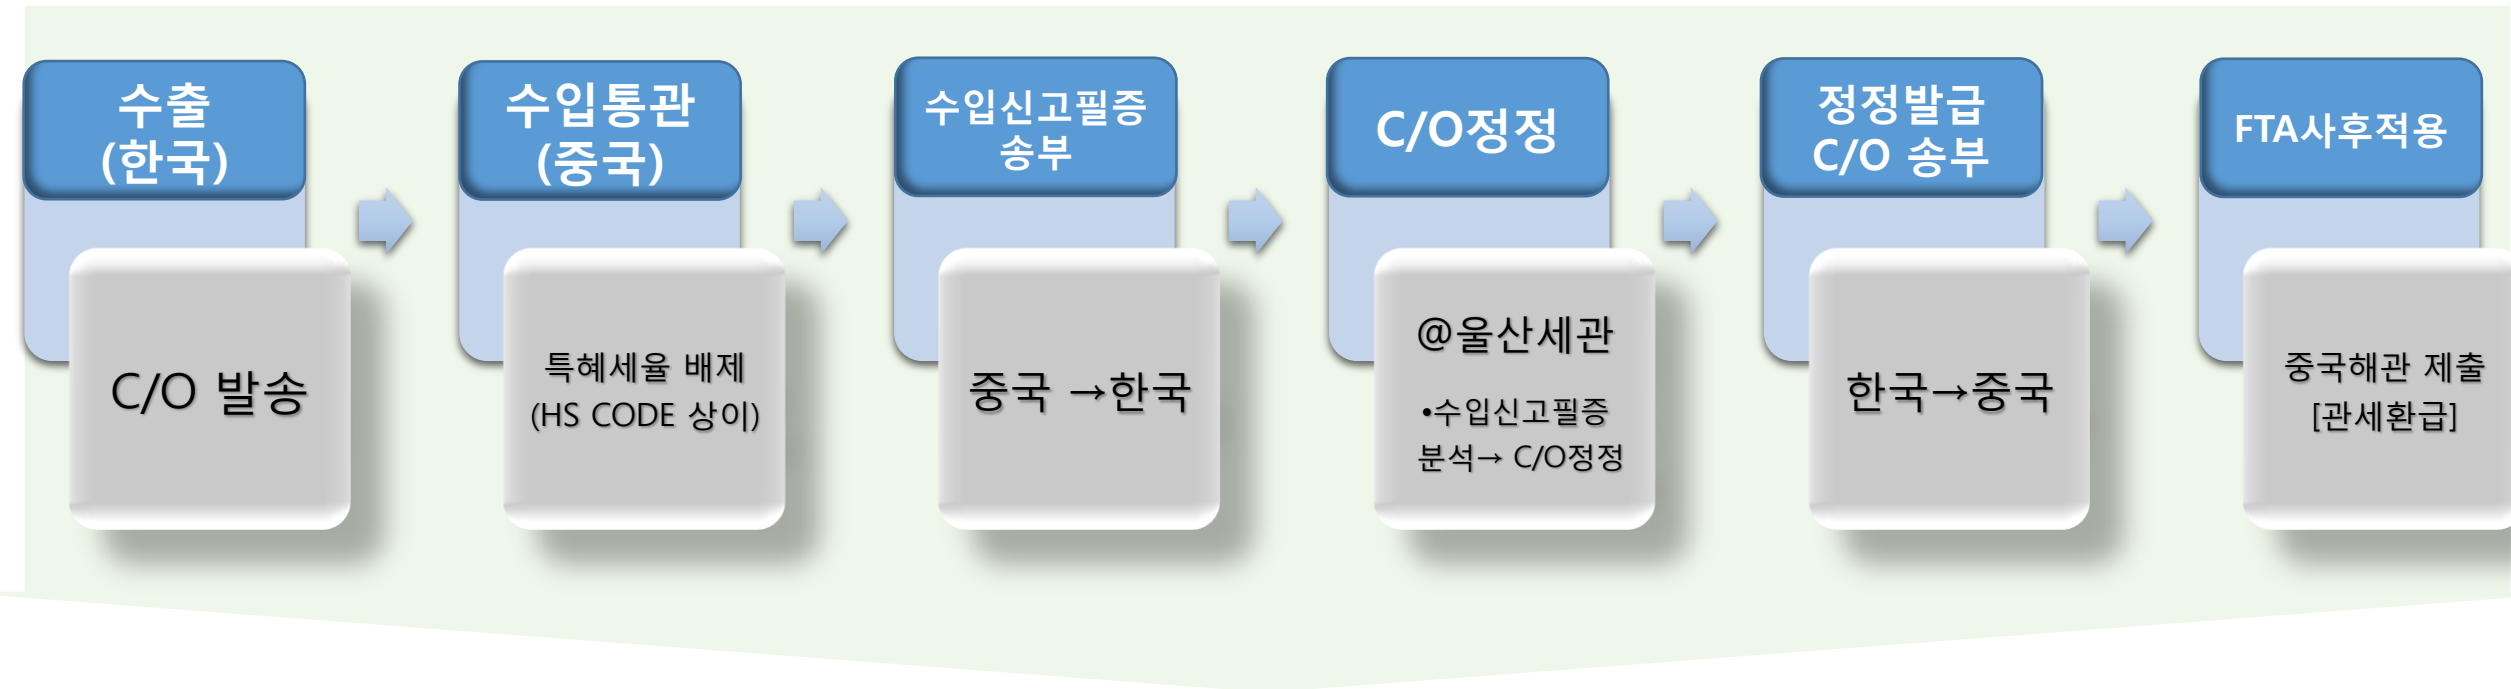 수출
(한국)
C/O 발송
수입통관
(중국)
특혜세율 배제
(HS CODE 상이)
수입신고필증
송부
중국 →한국
C/O정정
@울산세관
•수입신고필증
분석→ C/O정정
정정발급
C/O 송부
한국→중국
FTA사후적용
중국해관 제출
[관세환급]